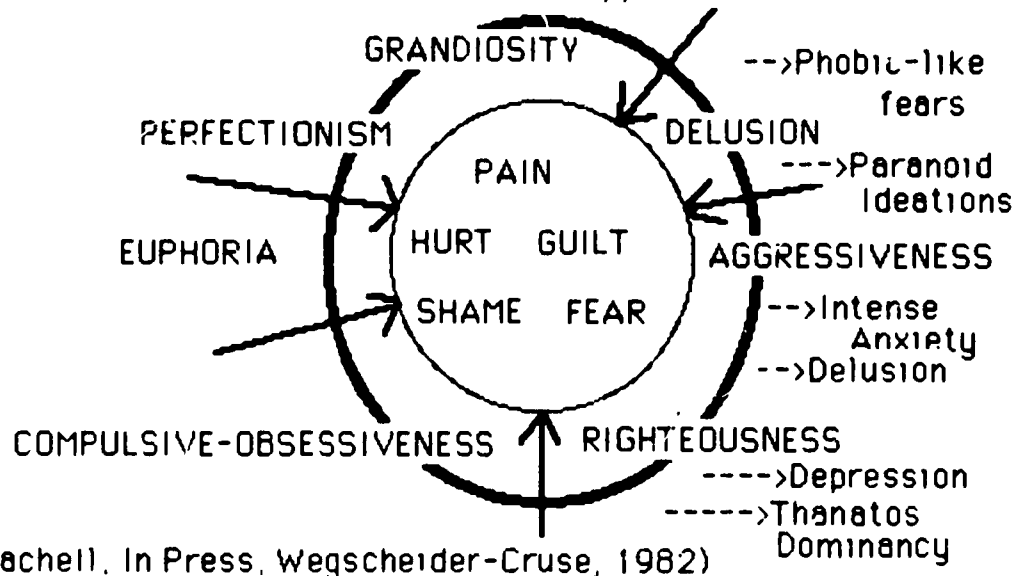 GRANDIOSITY
-->Phobic-like
fears
PERFECTIONISM
DELUSION
PAIN
--->Paranoid
Ideations
EUPHORIA
HURT GUILT
AGGRESSIVENESS
SHAME FEAR
-->Intense
Anxiety
-->Delusion
COMPULSIVE-OBSESSIVENESS
RIGHTEOUSNESS
---->Depression
----->Thanatos
Dominancy
In Press, Wegscheider-Cruse, 1982)